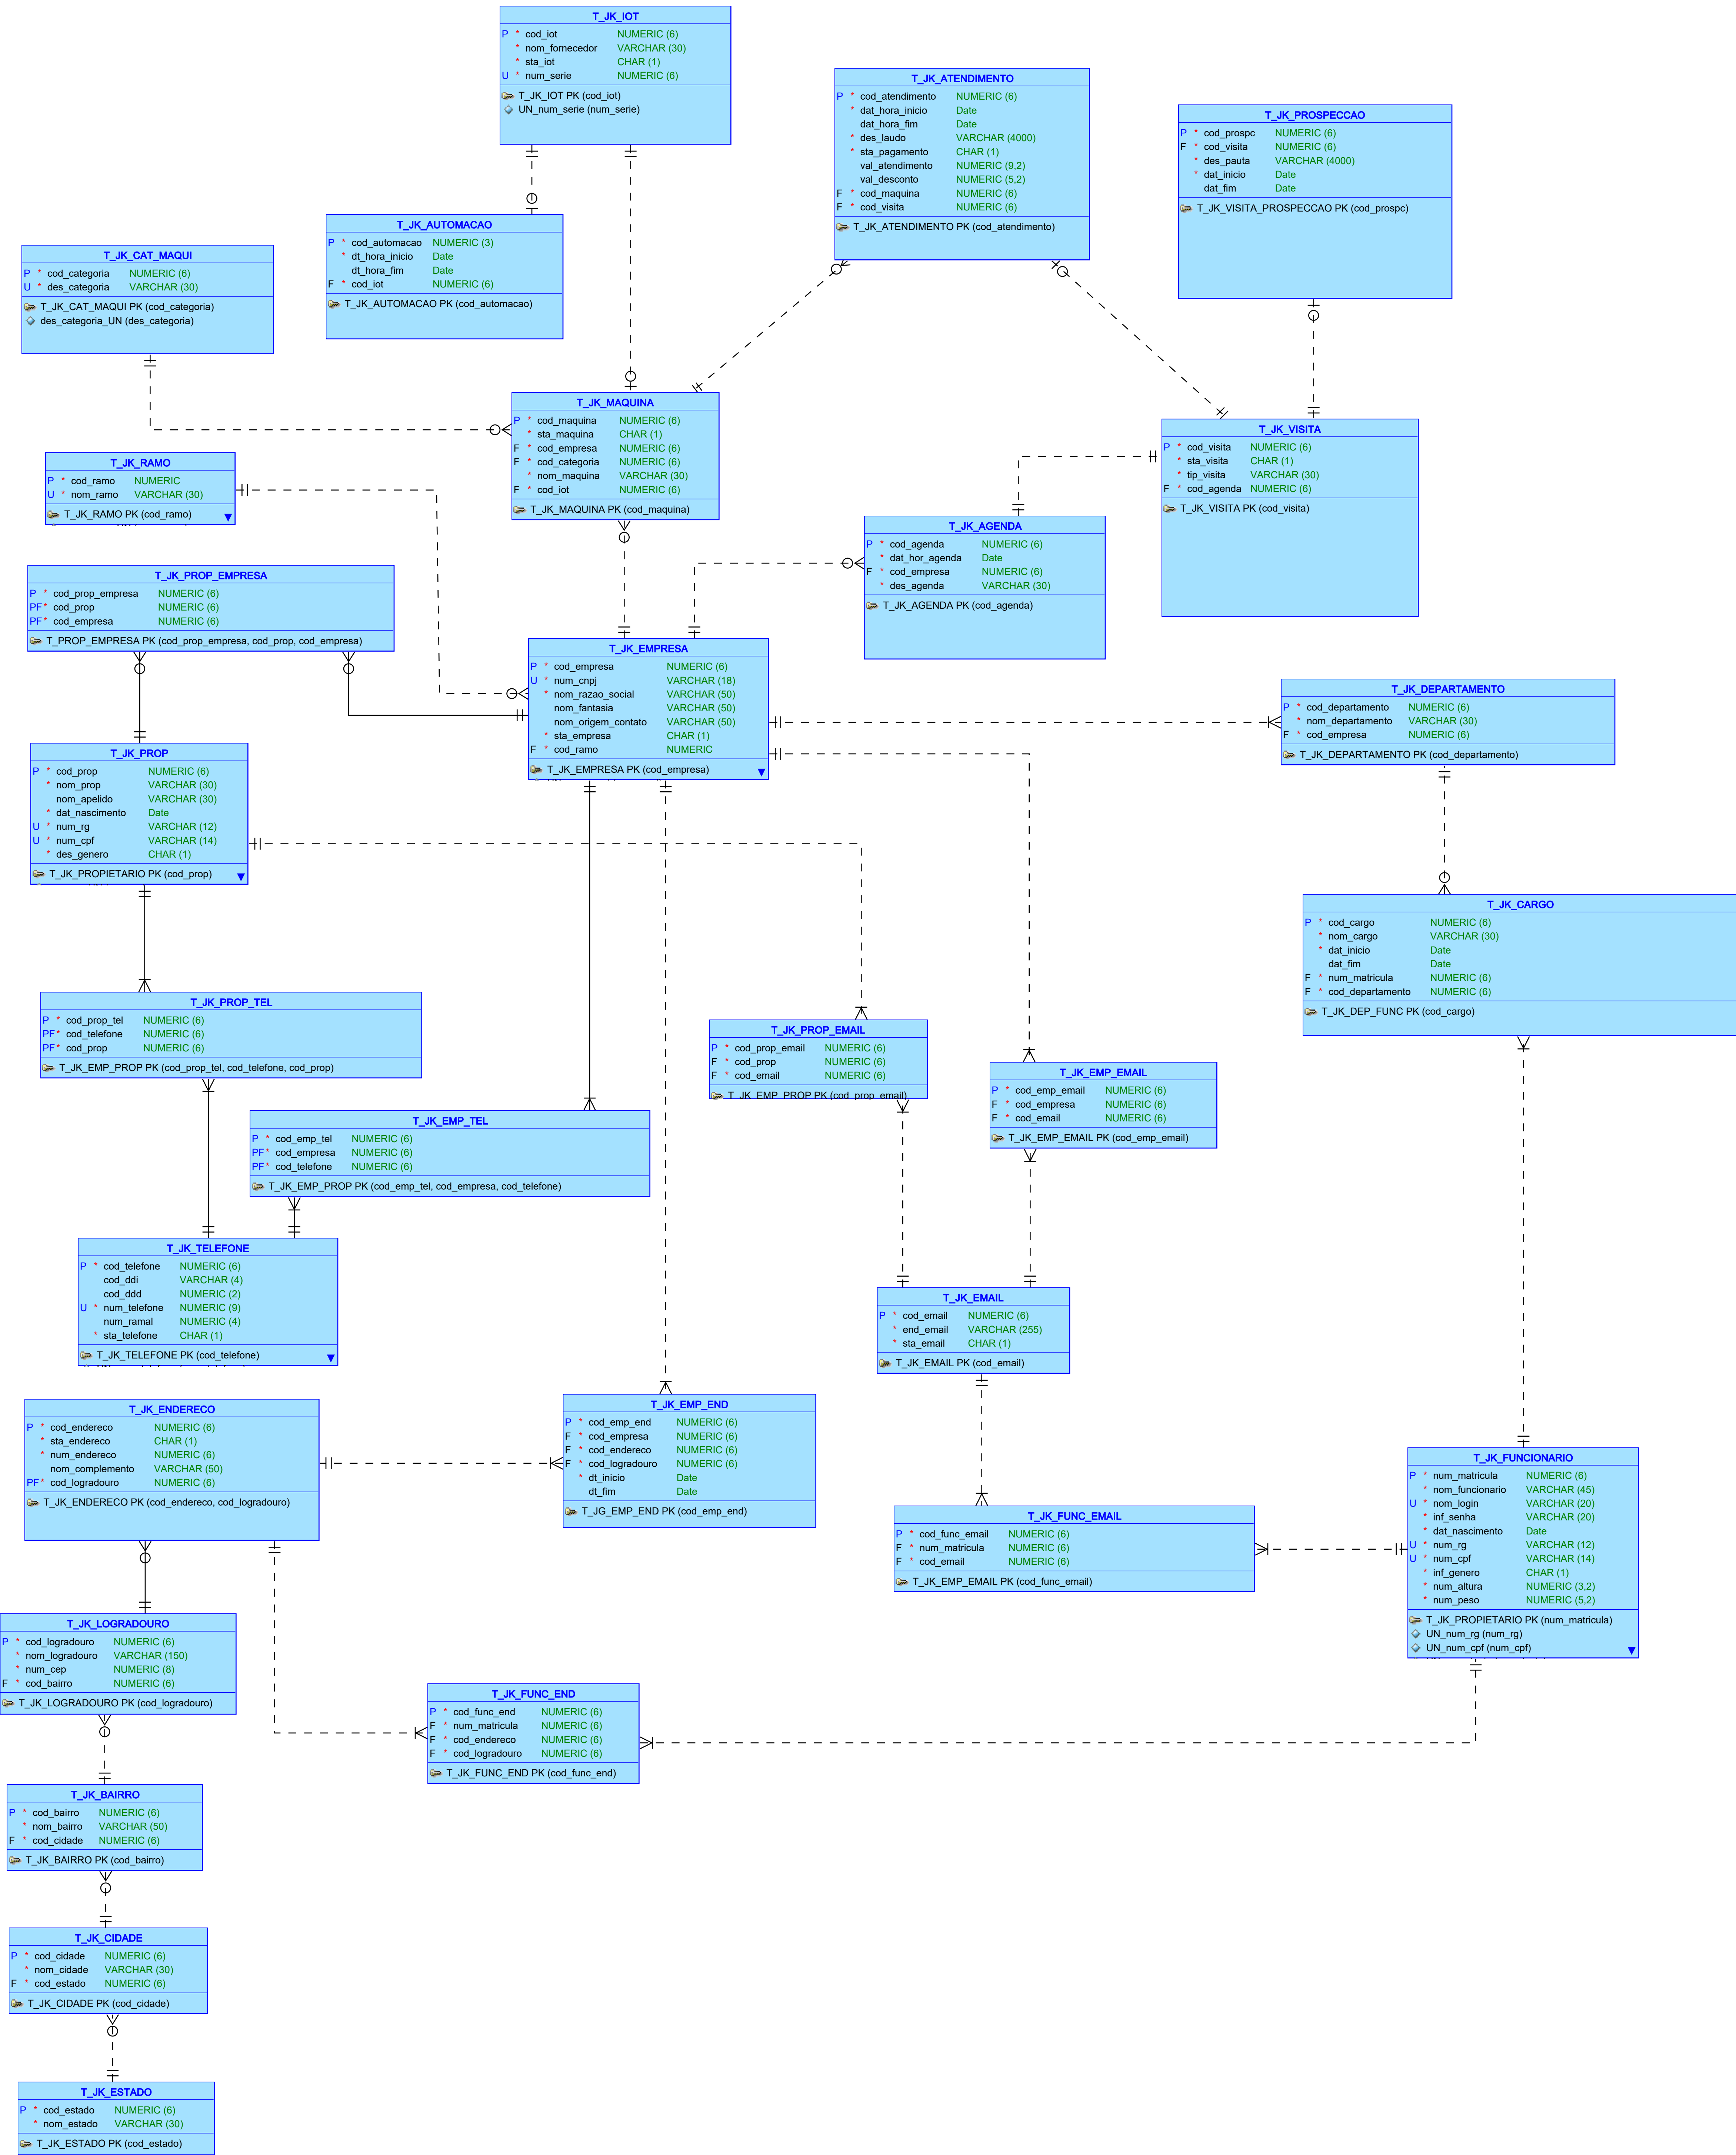 T_JK_IOT
P * cod_iot NUMERIC (6)
* nom_fornecedor VARCHAR (30)
* sta_iot CHAR (1)
U * num_serie NUMERIC (6)
T_JK_IOT PK (cod_iot)
UN_num_serie (num_serie)
T_JK_ATENDIMENTO
P * cod_atendimento NUMERIC (6)
* dat_hora_inicio Date
dat_hora_fim Date
* des_laudo VARCHAR (4000)
* sta_pagamento CHAR (1)
val_atendimento NUMERIC (9,2)
val_desconto NUMERIC (5,2)
F * cod_maquina NUMERIC (6)
F * cod_visita NUMERIC (6)
T_JK_ATENDIMENTO PK (cod_atendimento)
T_JK_PROSPECCAO
P * cod_prospc NUMERIC (6)
F * cod_visita NUMERIC (6)
* des_pauta VARCHAR (4000)
* dat_inicio Date
dat_fim Date
T_JK_VISITA_PROSPECCAO PK (cod_prospc)
T_JK_AUTOMACAO
P * cod_automacao NUMERIC (3)
* dt_hora_inicio Date
dt_hora_fim Date
F * cod_iot NUMERIC (6)
T_JK_AUTOMACAO PK (cod_automacao)
T_JK_CAT_MAQUI
P * cod_categoria NUMERIC (6)
U * des_categoria VARCHAR (30)
T_JK_CAT_MAQUI PK (cod_categoria)
des_categoria_UN (des_categoria)
T_JK_MAQUINA
P * cod_maquina NUMERIC (6)
* sta_maquina CHAR (1)
F * cod_empresa NUMERIC (6)
F * cod_categoria NUMERIC (6)
* nom_maquina VARCHAR (30)
F * cod_iot NUMERIC (6)
T_JK_MAQUINA PK (cod_maquina)
T_JK_VISITA
P * cod_visita NUMERIC (6)
* sta_visita CHAR (1)
* tip_visita VARCHAR (30)
F * cod_agenda NUMERIC (6)
T_JK_VISITA PK (cod_visita)
T_JK_RAMO
P * cod_ramo NUMERIC
U * nom_ramo VARCHAR (30)
T_JK_RAMO PK (cod_ramo)
T_JK_AGENDA
P * cod_agenda NUMERIC (6)
* dat_hor_agenda Date
F * cod_empresa NUMERIC (6)
* des_agenda VARCHAR (30)
T_JK_AGENDA PK (cod_agenda)
T_JK_PROP_EMPRESA
P * cod_prop_empresa NUMERIC (6)
PF* cod_prop NUMERIC (6)
PF* cod_empresa NUMERIC (6)
T_PROP_EMPRESA PK (cod_prop_empresa, cod_prop, cod_empresa)
T_JK_EMPRESA
P * cod_empresa NUMERIC (6)
U * num_cnpj VARCHAR (18)
* nom_razao_social VARCHAR (50)
nom_fantasia VARCHAR (50)
nom_origem_contato VARCHAR (50)
* sta_empresa CHAR (1)
F * cod_ramo NUMERIC
T_JK_EMPRESA PK (cod_empresa)
T_JK_DEPARTAMENTO
P * cod_departamento NUMERIC (6)
* nom_departamento VARCHAR (30)
F * cod_empresa NUMERIC (6)
T_JK_DEPARTAMENTO PK (cod_departamento)
T_JK_PROP
P * cod_prop NUMERIC (6)
* nom_prop VARCHAR (30)
nom_apelido VARCHAR (30)
* dat_nascimento Date
U * num_rg VARCHAR (12)
U * num_cpf VARCHAR (14)
* des_genero CHAR (1)
T_JK_PROPIETARIO PK (cod_prop)
T_JK_CARGO
P * cod_cargo NUMERIC (6)
* nom_cargo VARCHAR (30)
* dat_inicio Date
dat_fim Date
F * num_matricula NUMERIC (6)
F * cod_departamento NUMERIC (6)
T_JK_DEP_FUNC PK (cod_cargo)
T_JK_PROP_TEL
P * cod_prop_tel NUMERIC (6)
PF* cod_telefone NUMERIC (6)
PF* cod_prop NUMERIC (6)
T_JK_EMP_PROP PK (cod_prop_tel, cod_telefone, cod_prop)
T_JK_PROP_EMAIL
P * cod_prop_email NUMERIC (6)
F * cod_prop NUMERIC (6)
F * cod_email NUMERIC (6)
T_JK_EMP_PROP PK (cod_prop_email)
T_JK_EMP_EMAIL
P * cod_emp_email NUMERIC (6)
F * cod_empresa NUMERIC (6)
F * cod_email NUMERIC (6)
T_JK_EMP_EMAIL PK (cod_emp_email)
T_JK_EMP_TEL
P * cod_emp_tel NUMERIC (6)
PF* cod_empresa NUMERIC (6)
PF* cod_telefone NUMERIC (6)
T_JK_EMP_PROP PK (cod_emp_tel, cod_empresa, cod_telefone)
T_JK_TELEFONE
P * cod_telefone NUMERIC (6)
cod_ddi VARCHAR (4)
cod_ddd NUMERIC (2)
U * num_telefone NUMERIC (9)
num_ramal NUMERIC (4)
* sta_telefone CHAR (1)
T_JK_TELEFONE PK (cod_telefone)
T_JK_EMAIL
P * cod_email NUMERIC (6)
* end_email VARCHAR (255)
* sta_email CHAR (1)
T_JK_EMAIL PK (cod_email)
T_JK_ENDERECO
P * cod_endereco NUMERIC (6)
* sta_endereco CHAR (1)
* num_endereco NUMERIC (6)
nom_complemento VARCHAR (50)
PF* cod_logradouro NUMERIC (6)
T_JK_ENDERECO PK (cod_endereco, cod_logradouro)
T_JK_EMP_END
P * cod_emp_end NUMERIC (6)
F * cod_empresa NUMERIC (6)
F * cod_endereco NUMERIC (6)
F * cod_logradouro NUMERIC (6)
* dt_inicio Date
dt_fim Date
T_JG_EMP_END PK (cod_emp_end)
T_JK_FUNCIONARIO
P * num_matricula NUMERIC (6)
* nom_funcionario VARCHAR (45)
U * nom_login VARCHAR (20)
* inf_senha VARCHAR (20)
* dat_nascimento Date
U * num_rg VARCHAR (12)
U * num_cpf VARCHAR (14)
* inf_genero CHAR (1)
* num_altura NUMERIC (3,2)
* num_peso NUMERIC (5,2)
T_JK_PROPIETARIO PK (num_matricula)
UN_num_rg (num_rg)
UN_num_cpf (num_cpf)
T_JK_FUNC_EMAIL
P * cod_func_email NUMERIC (6)
F * num_matricula NUMERIC (6)
F * cod_email NUMERIC (6)
T_JK_EMP_EMAIL PK (cod_func_email)
T_JK_LOGRADOURO
P * cod_logradouro NUMERIC (6)
* nom_logradouro VARCHAR (150)
* num_cep NUMERIC (8)
F * cod_bairro NUMERIC (6)
T_JK_LOGRADOURO PK (cod_logradouro)
T_JK_FUNC_END
P * cod_func_end NUMERIC (6)
F * num_matricula NUMERIC (6)
F * cod_endereco NUMERIC (6)
F * cod_logradouro NUMERIC (6)
T_JK_FUNC_END PK (cod_func_end)
T_JK_BAIRRO
P * cod_bairro NUMERIC (6)
* nom_bairro VARCHAR (50)
F * cod_cidade NUMERIC (6)
T_JK_BAIRRO PK (cod_bairro)
T_JK_CIDADE
P * cod_cidade NUMERIC (6)
* nom_cidade VARCHAR (30)
F * cod_estado NUMERIC (6)
T_JK_CIDADE PK (cod_cidade)
T_JK_ESTADO
P * cod_estado NUMERIC (6)
* nom_estado VARCHAR (30)
T_JK_ESTADO PK (cod_estado)